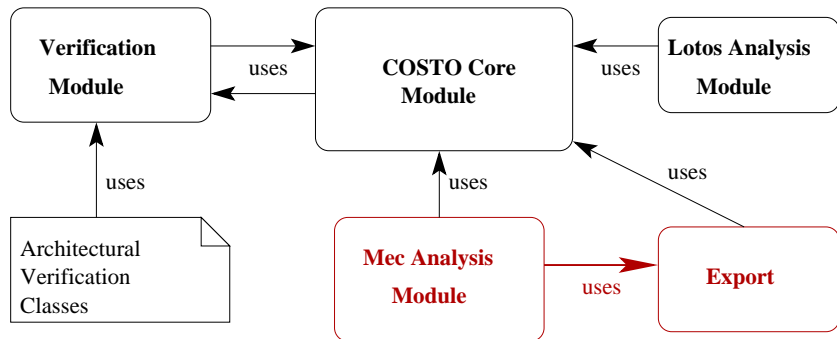 Verification
Module
uses
COSTO Core
Module
uses
Lotos Analysis
Module
uses
uses
uses
Architectural
Verification
Classes
Mec Analysis
Module
uses
Export